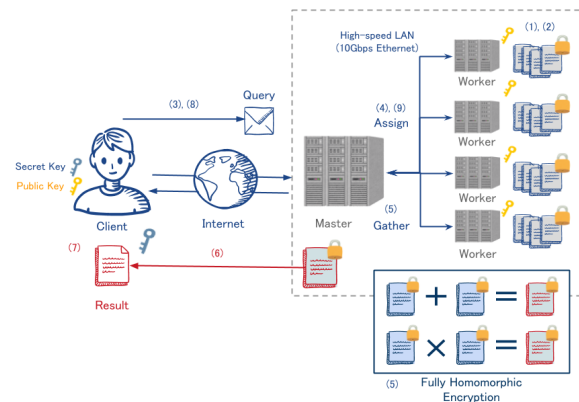 High-speed LAN
(10Gbps Ethernet)
(1), (2)
Worker
(3), (8)
Query
(4), (9)
Assign
Worker
Secret Key
Public Key
Client
Internet
Master
(5)
Gather
Worker
Worker
(7)
(6)
Result
+
=
×
=
(5)
Fully Homomorphic
Encryption